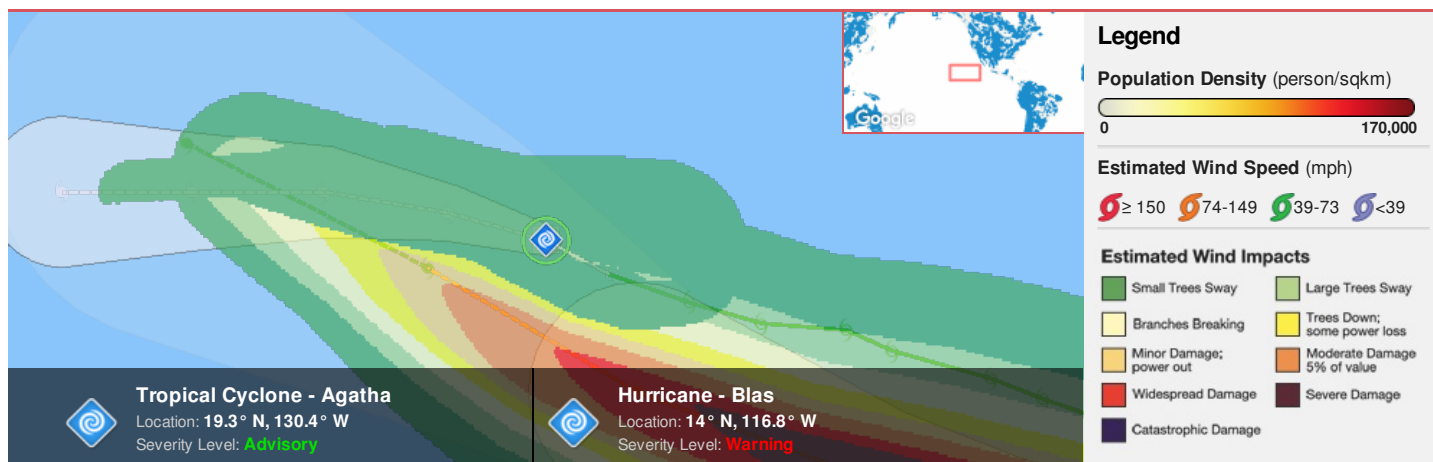 Google
Tropical Cyclone - Agatha
Location: 19.3° N, 130.4° W
Severity Level: Advisory
Hurricane - Blas
Location: 14° N, 116.8° W
Severity Level: Warning
Legend
Population Density (person/sqkm)
0 170,000
Estimated Wind Speed (mph)
≥ 150 74-149 39-73 <39
Estimated Wind Impacts
Small Trees Sway
Large Trees Sway
Branches Breaking
Trees Down;
some power loss
Minor Damage;
power out
Moderate Damage
5% of value
Widespread Damage
Severe Damage
Catastrophic Damage